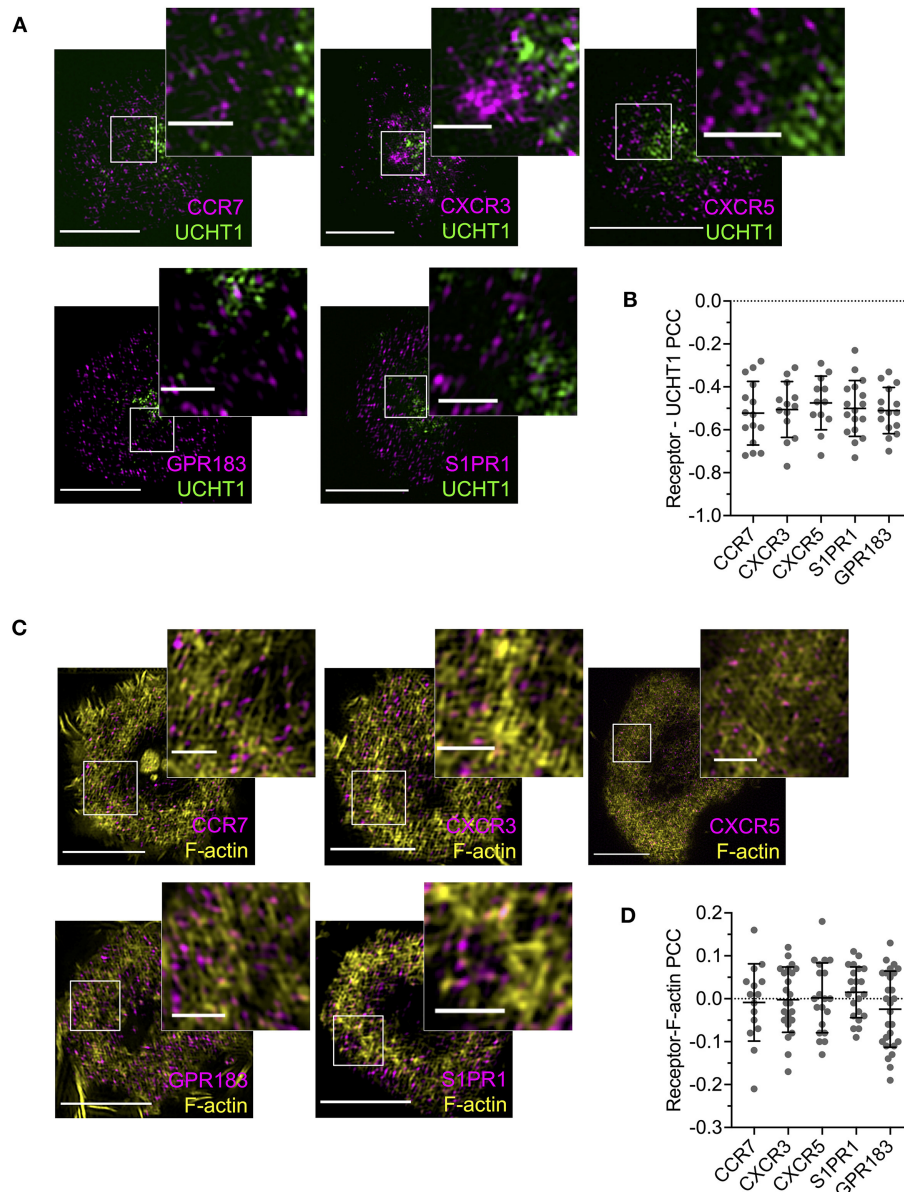 A
CCR7
UCHT1
CXCR3
UCHT1
CXCR5
UCHT1
GPR183
UCHT1
S1PR1
UCHT1
B
Receptor - UCHT1 PCC
0.0
-0.2
-0.4
-0.6
-0.8
-1.0
CCR7
CXCR3
CXCR5
S1PR1
GPR183
C
CCR7
F-actin
CXCR3
F-actin
CXCR5
F-actin
GPR183
F-actin
S1PR1
F-actin
D
Receptor-F-actin PCC
0.2
0.1
0.0
-0.1
-0.2
-0.3
CCR7
CXCR3
CXCR5
S1PR1
GPR183